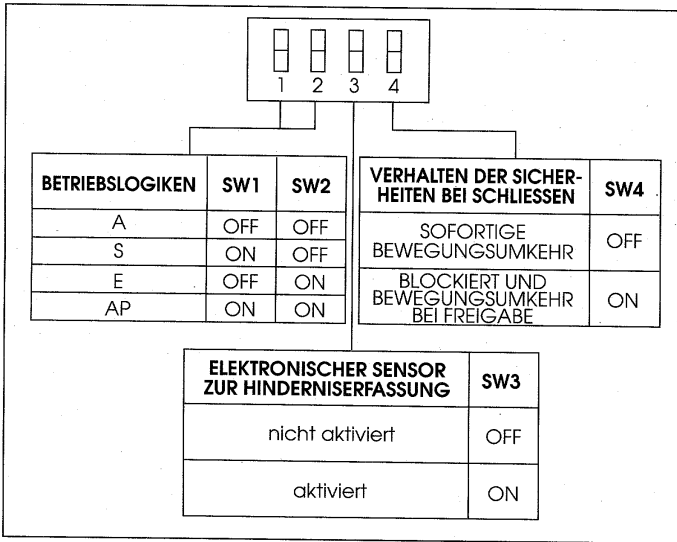 1 2 3 4
BETRIEBSLOGIKEN SW1 SW2
A OFF OFF
S ON OFF
E OFF ON
AP ON ON
VERHALTEN DER SICHER-
HEITEN BEI SCHLIESSEN SW4
SOFORTIGE
BEWEGUNGSUMKEHR OFF
BLOCKIERT UND
BEWEGUNGSUMKEHR ON
BEI FREIGABE
ELEKTRONISCHER SENSOR
ZUR HINDERNISERFASSUNG SW3
nicht aktiviert OFF
aktiviert ON